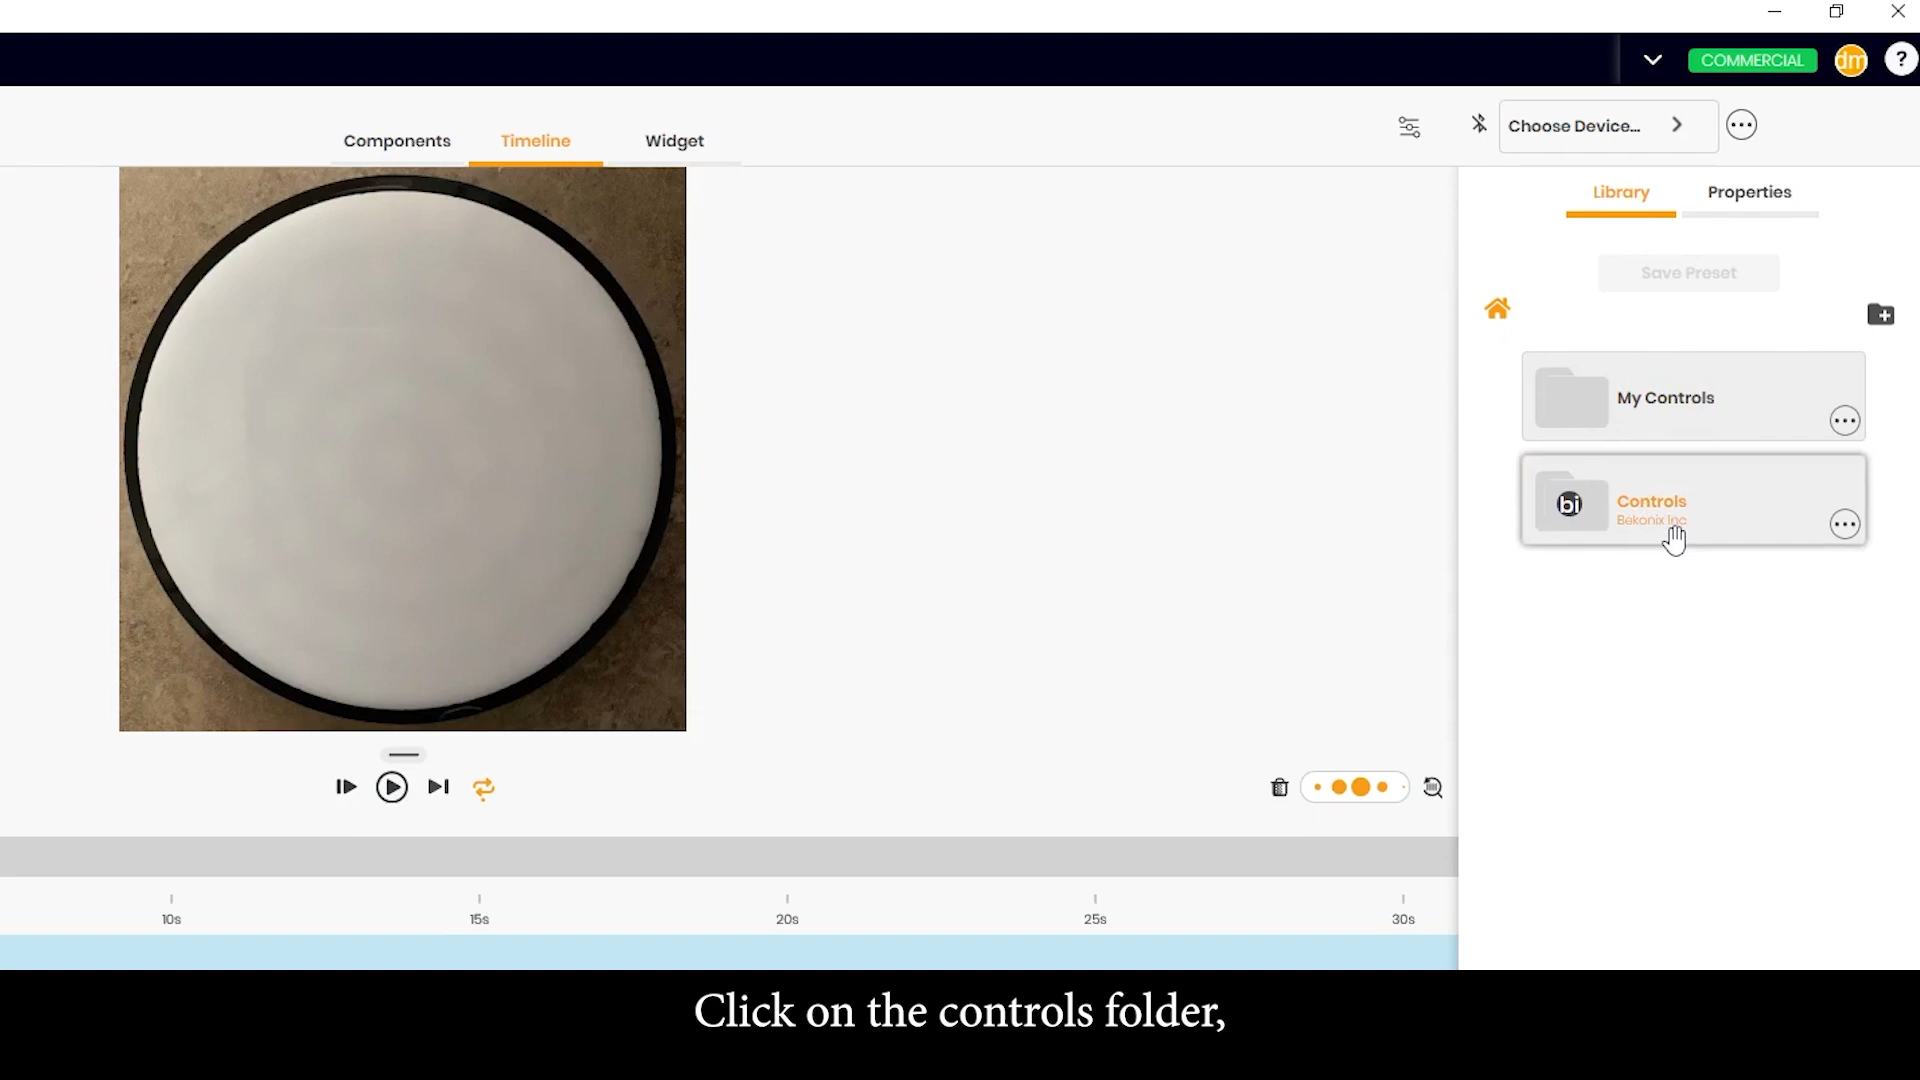 COMMERCIAL
dm
?
Components
Timeline
Widget
Choose Device...
Library
Properties
Save Preset
My Controls
bi
Controls
Bekonix Inc
10s
15s
20s
25s
30s
Click on the controls folder,